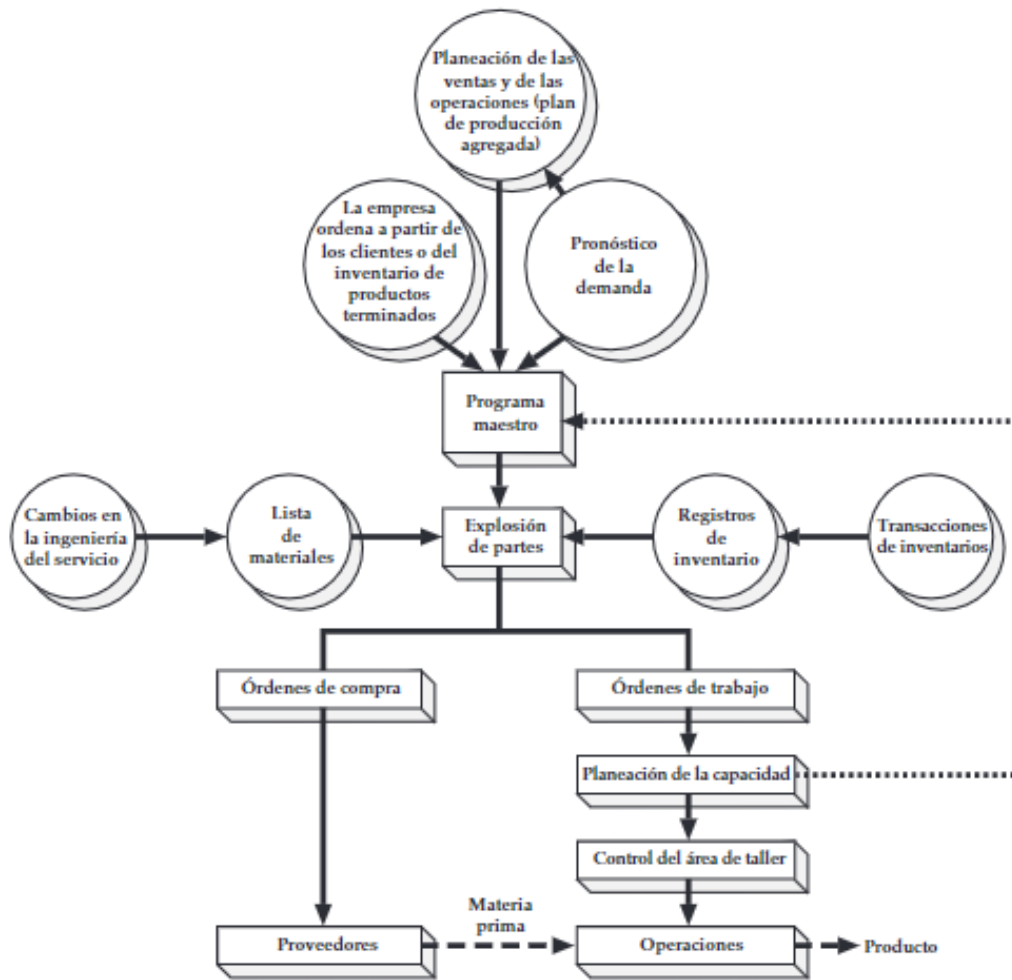 Planeación de las
ventas y de las
operaciones (plan
de producción
agregada)
La empresa
ordena a partir de
los clientes o del
inventario de
productos
terminados
Pronóstico
de la
demanda
Programa
maestro
Cambios en
la ingeniería
del servicio
Lista
de
materiales
Explosión
de partes
Registros
de
inventario
Transacciones
de inventarios
Órdenes de compra
Órdenes de trabajo
Planeación de la capacidad
Control del área de taller
Materia
prima
Proveedores
Operaciones
Producto